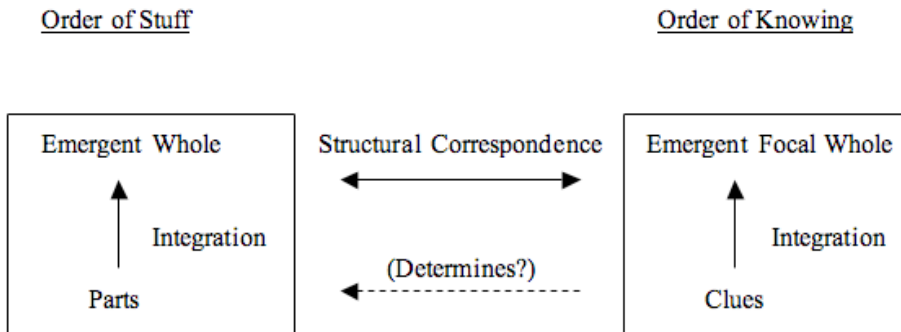 Order of Stuff
Order of Knowing
Emergent Whole
Structural Correspondence
Emergent Focal Whole
Integration
Integration
(Determines?)
Parts
Clues